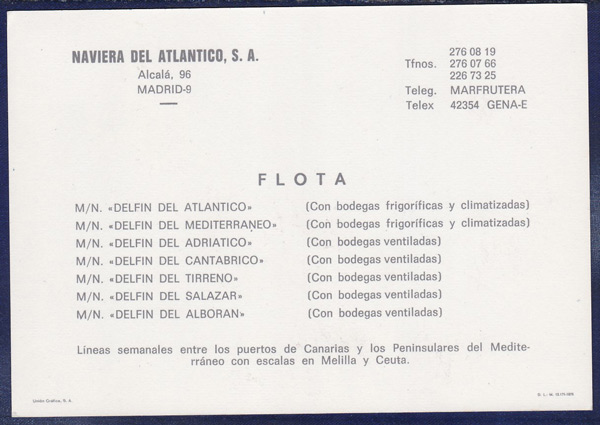 NAVIERA DEL ATLANTICO, S. A.
Alcalá, 96
MADRID-9
276 08 19
Tfnos. 276 07 66
226 73 25
Teleg. MARFRUTERA
Telex 42354 GENA-E
FLOTA
M/N. «DELFIN DEL ATLANTICO» (Con bodegas frigoríficas y climatizadas)
M/N. «DELFIN DEL MEDITERRANEO» (Con bodegas frigoríficas y climatizadas)
M/N. «DELFIN DEL ADRIATICO» (Con bodegas ventiladas)
M/N. «DELFIN DEL CANTABRICO» (Con bodegas ventiladas)
M/N. «DELFIN DEL TIRRENO» (Con bodegas ventiladas)
M/N. «DELFIN DEL SALAZAR» (Con bodegas ventiladas)
M/N. «DELFIN DEL ALBORAN» (Con bodegas ventiladas)
Líneas semanales entre los puertos de Canarias y los Peninsulares del Medite-
rráneo con escalas en Melilla y Ceuta.
Unión Gráfica, S. A.